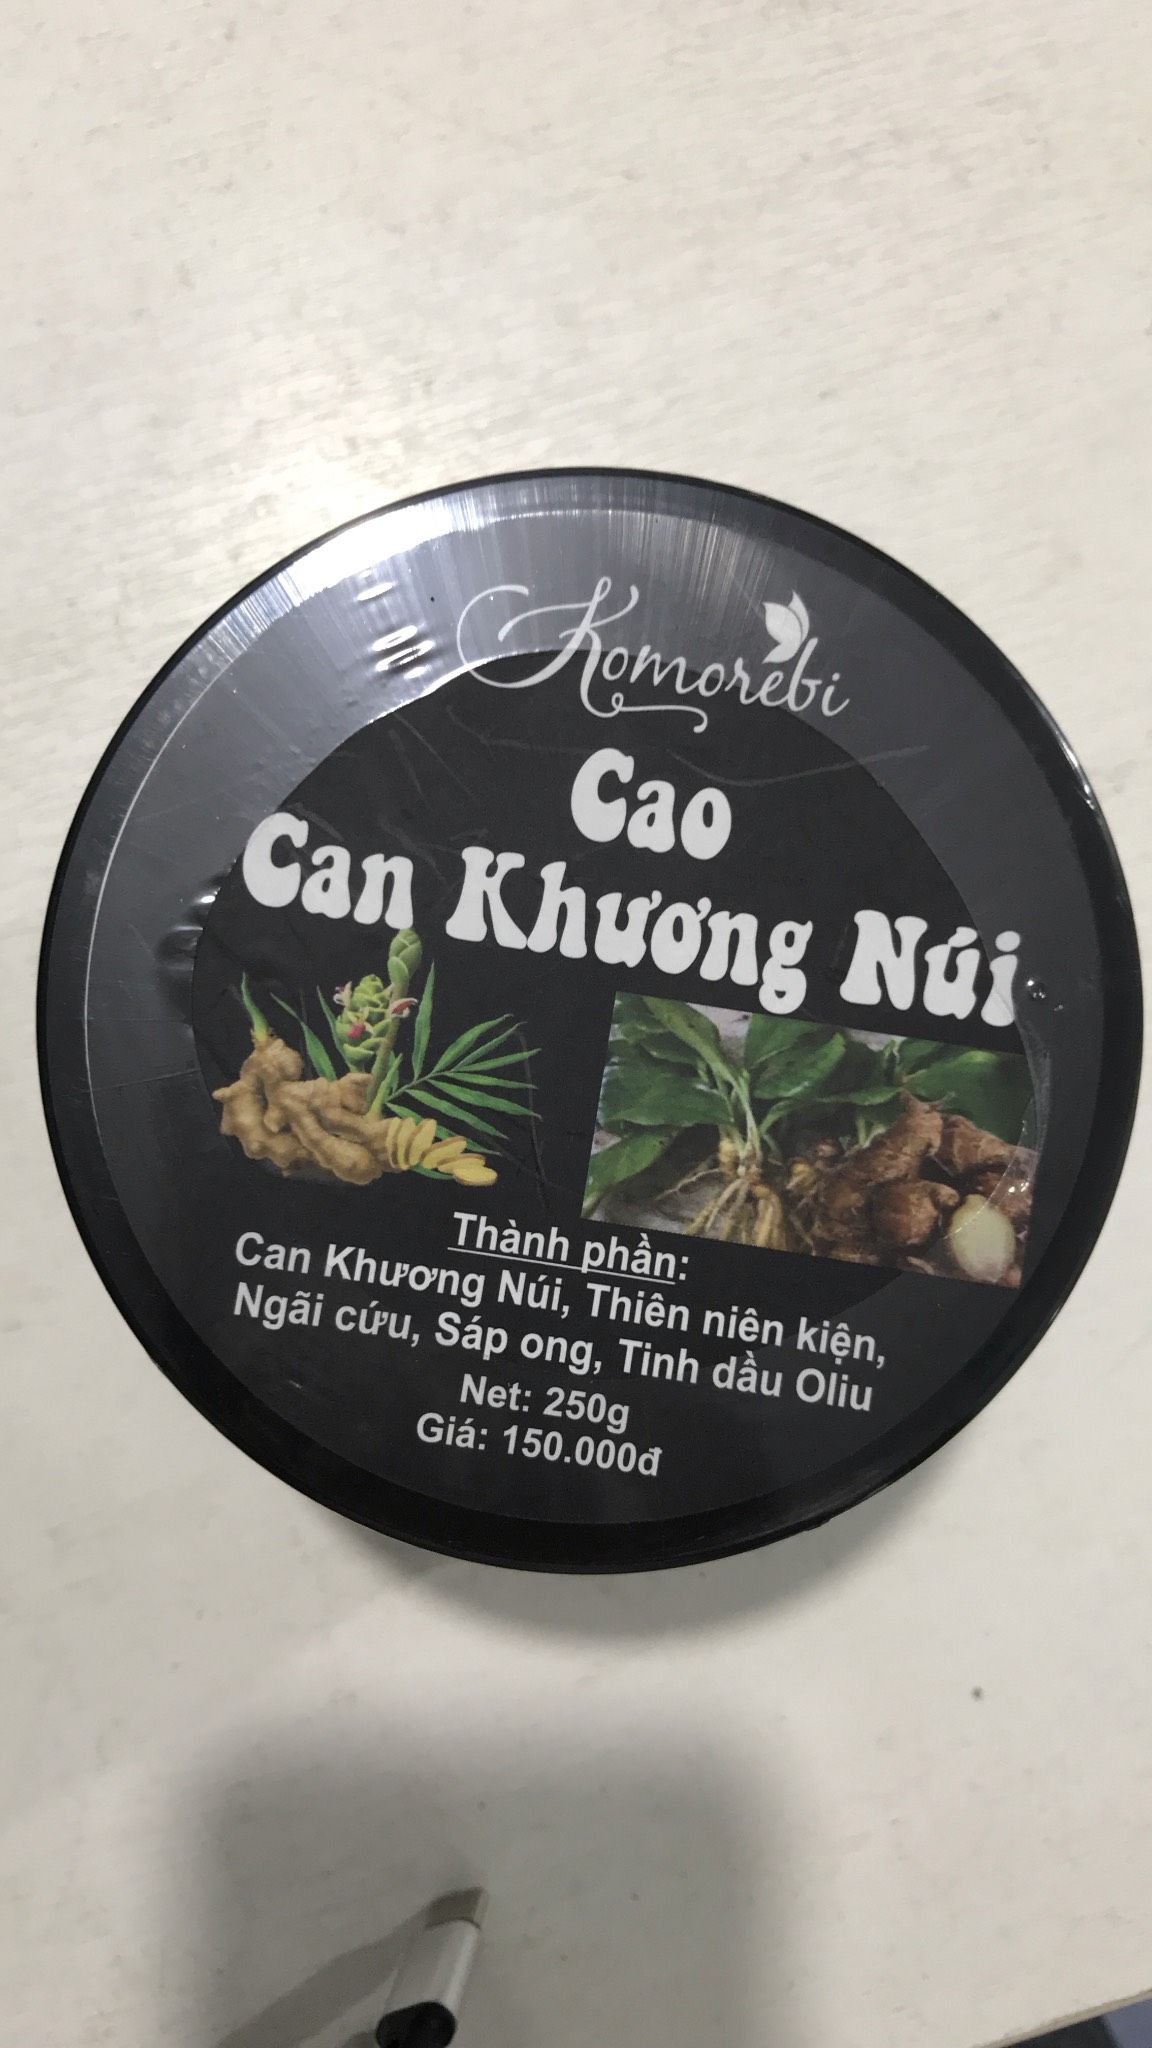 Komorebi
Cao
Can Khương Núi
Thành phần:
Can Khương Núi, Thiên niên kiện,
Ngãi cứu, Sáp ong, Tinh dầu Oliu
Net: 250g
Giá: 150.000đ